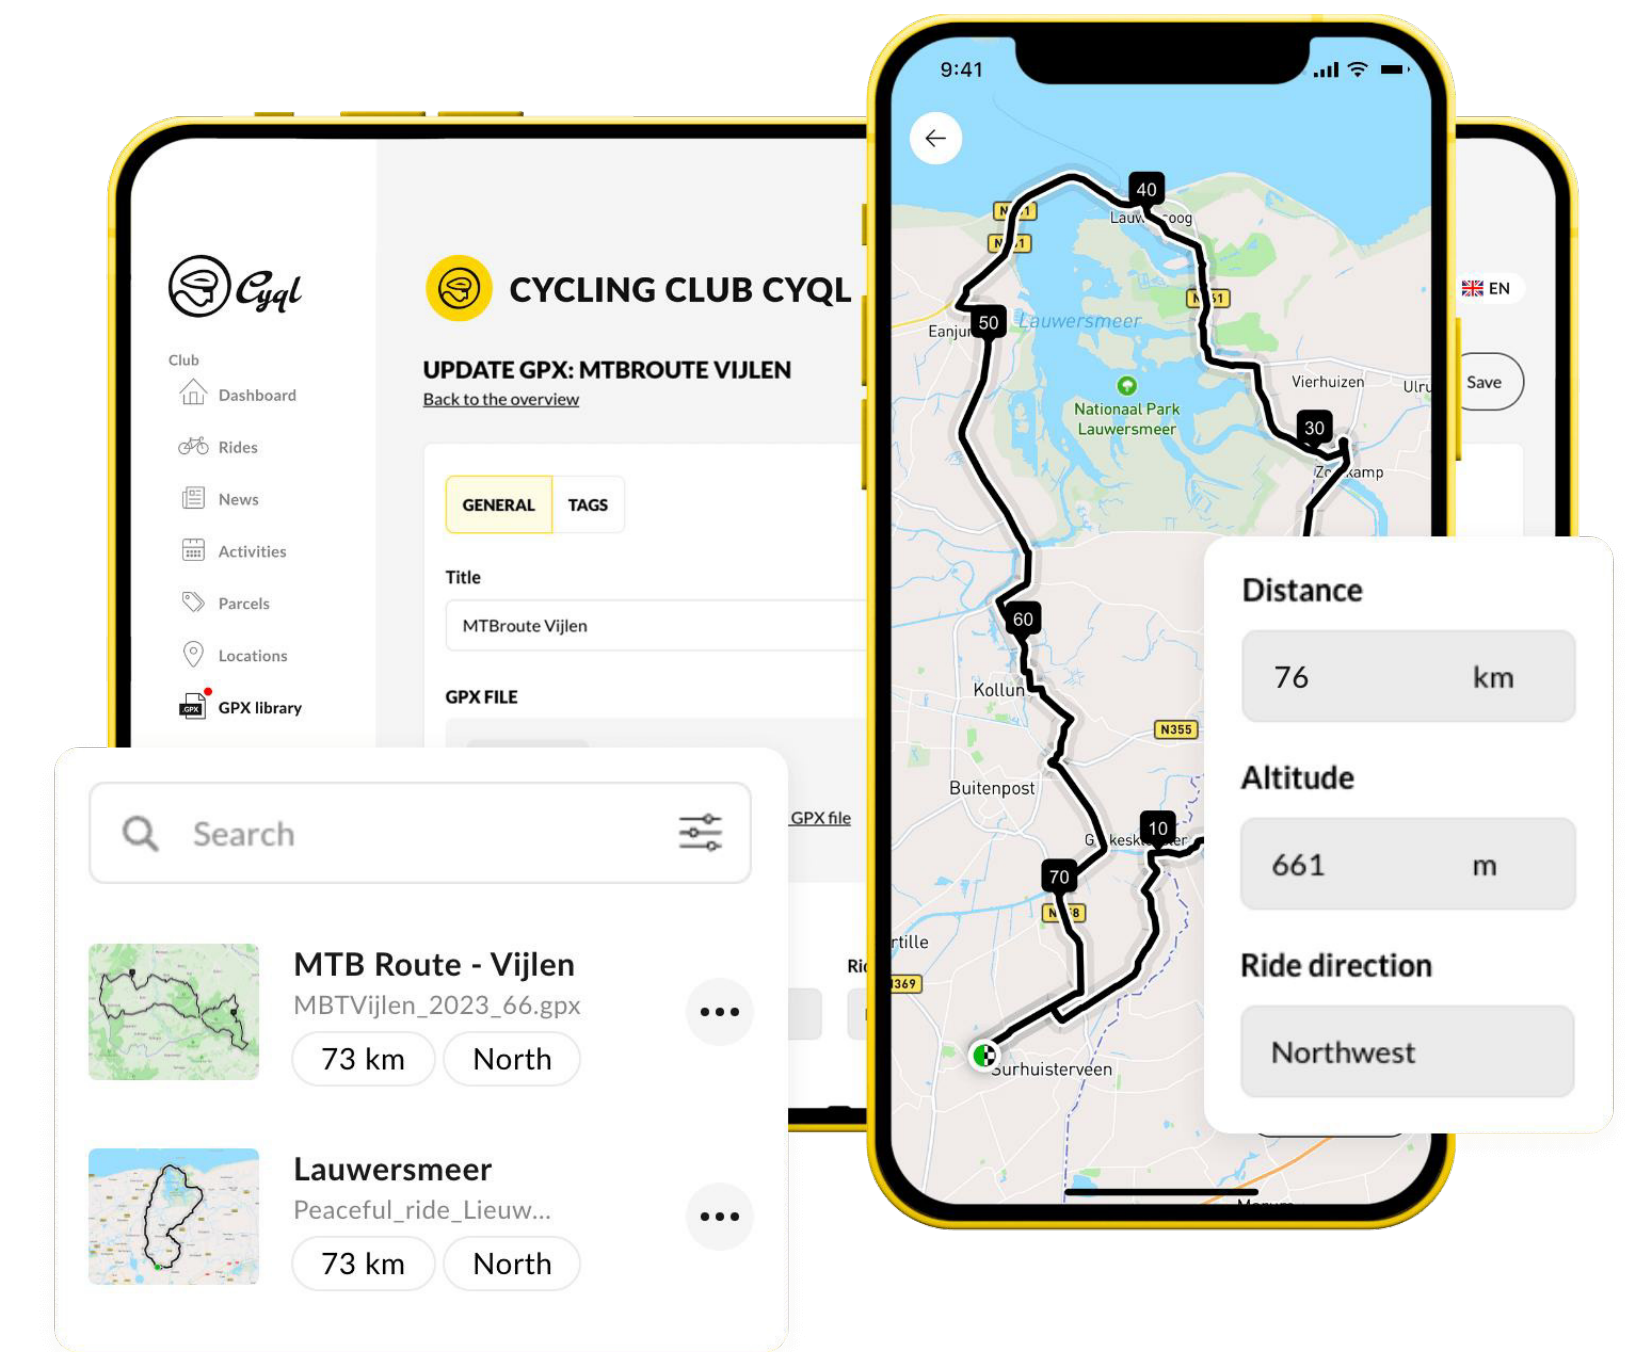 9:41
Cyql
Club
Dashboard
Rides
News
Activities
Parcels
Locations
GPX
GPX library
CYCLING CLUB CYQL
UPDATE GPX: MTBROUTE VIJLEN
Back to the overview
GENERAL
TAGS
Title
MTBroute Vijlen
GPX FILE
GPX file
EN
Save
40
50
Lauwersmeer
Vierhuizen
Nationaal Park
Lauwersmeer
30
60
N355
Buitenpost
10
70
Surhuisterveen
Distance
76 km
Altitude
661 m
Ride direction
Northwest
Search
MTB Route - Vijlen
MBTVijlen_2023_66.gpx
73 km
North
Lauwersmeer
Peaceful_ride_Lieuw...
73 km
North